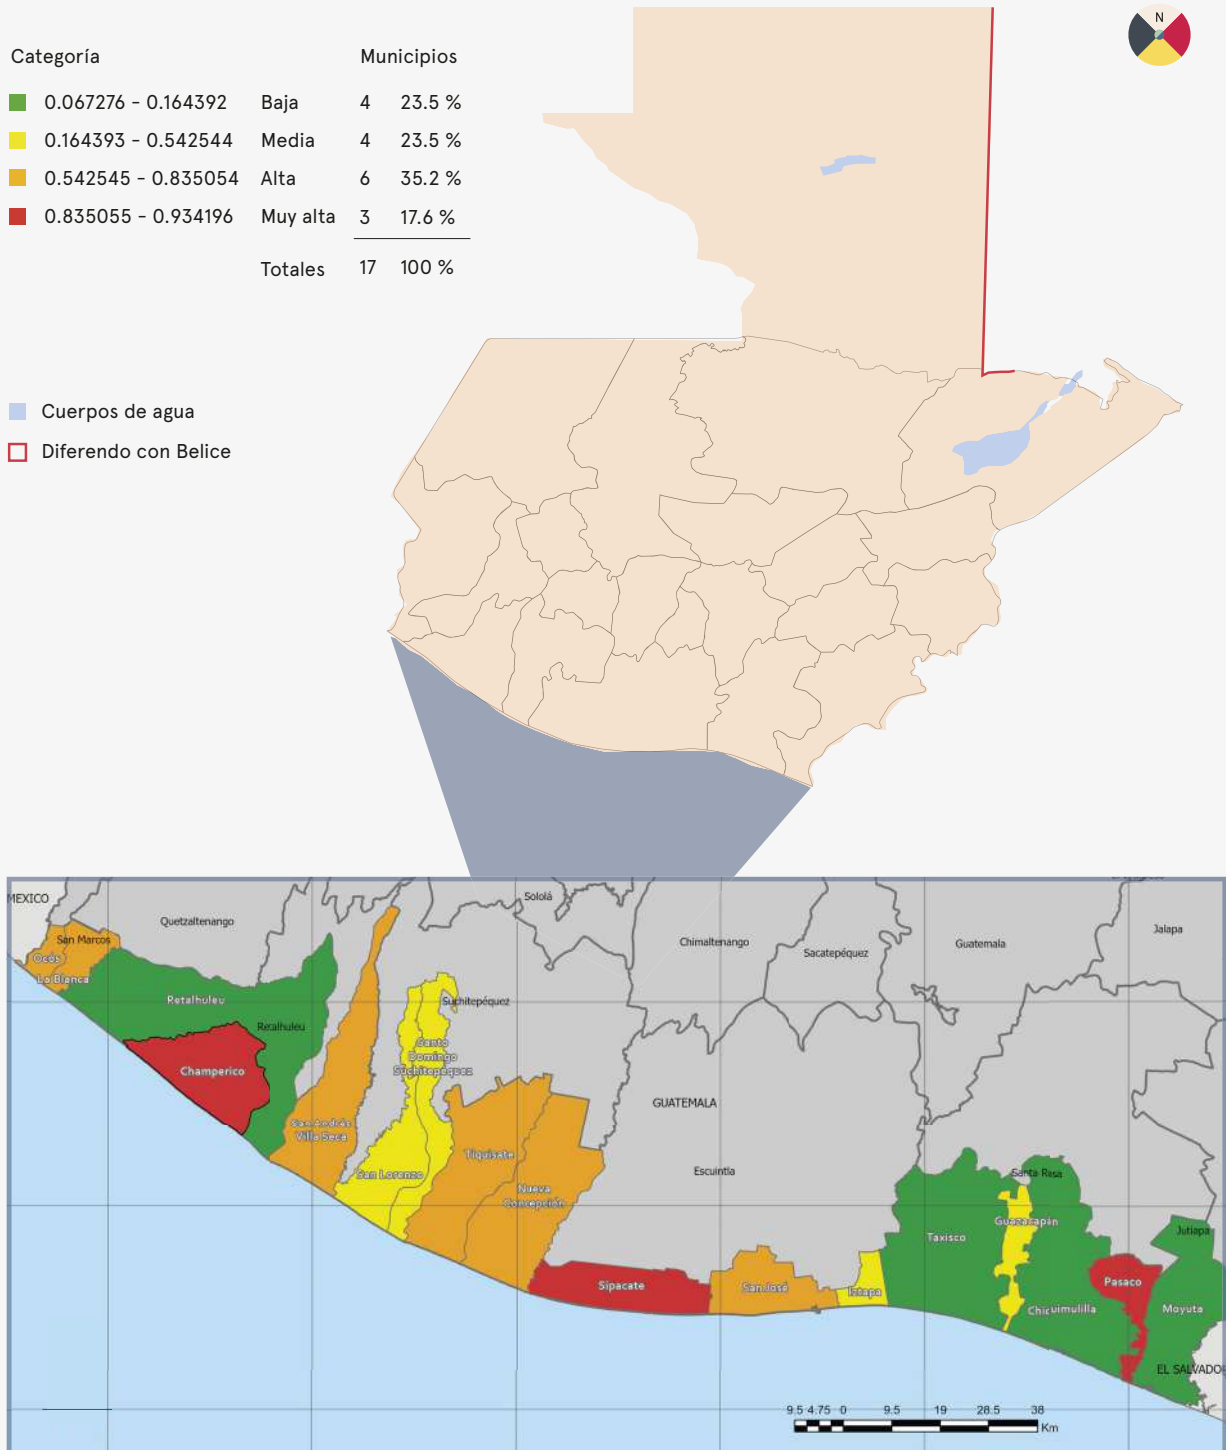 N
Categoría Municipios
0.067276 - 0.164392 Baja 4 23.5 %
0.164393 - 0.542544 Media 4 23.5 %
0.542545 - 0.835054 Alta 6 35.2 %
0.835055 - 0.934196 Muy alta 3 17.6 %
Totales 17 100 %
Cuerpos de agua
Diferendo con Belice
MEXICO
Quetzaltenango
Sololá
Chimaltenango
Sacatepéquez
Guatemala
Jalapa
San Marcos
Ocós
La Blanca
Retalhuleu
Retalhuleu
Suchitepéquez
Champerico
Santo
Domingo
Suchitepéquez
San Andrés
Villa Seca
San Lorenzo
Tiquisate
Nueva
Concepción
GUATEMALA
Escuintla
Santa Rosa
Guazacapán
Taxisco
Jutiapa
Sipacate
San José
Iztapa
Pasaco
Chiquimulilla
Moyuta
EL SALVADO
9.5 4.75 0 9.5 19 28.5 38
Km